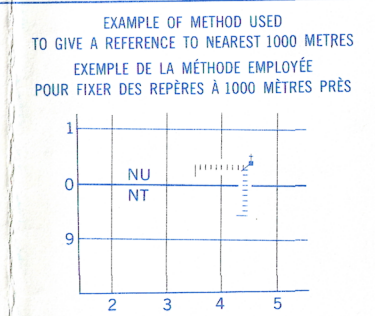 EXAMPLE OF METHOD USED
TO GIVE A REFERENCE TO NEAREST 1000 METRES
EXEMPLE DE LA MÉTHODE EMPLOYÉE
POUR FIXER DES REPÈRES À 1000 MÈTRES PRÈS
1
NU
0
NT
9
2 3 4 5